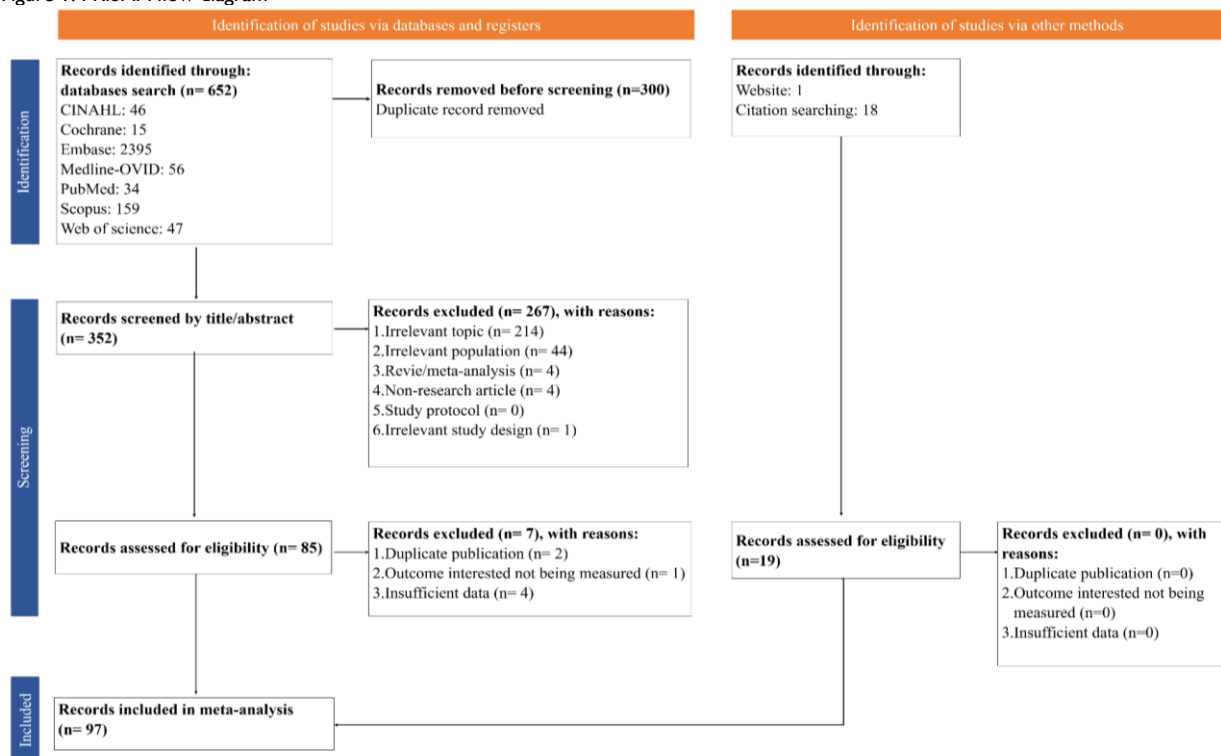 Identification of studies via databases and registers
Identification of studies via other methods
Identification
Records identified through:
databases search (n= 652)
CINAHL: 46
Cochrane: 15
Embase: 2395
Medline-OVID: 56
PubMed: 34
Scopus: 159
Web of science: 47
Records removed before screening (n=300)
Duplicate record removed
Records identified through:
Website: 1
Citation searching: 18
Screening
Records screened by title/abstract
(n= 352)
Records excluded (n= 267), with reasons:
1.Irrelevant topic (n= 214)
2.Irrelevant population (n= 44)
3.Revie/meta-analysis (n= 4)
4.Non-research article (n= 4)
5.Study protocol (n= 0)
6.Irrelevant study design (n= 1)
Records assessed for eligibility (n= 85)
Records excluded (n= 7), with reasons:
1.Duplicate publication (n= 2)
2.Outcome interested not being measured (n= 1)
3.Insufficient data (n= 4)
Records assessed for eligibility
(n=19)
Records excluded (n= 0), with
reasons:
1.Duplicate publication (n=0)
2.Outcome interested not being
measured (n=0)
3.Insufficient data (n=0)
Included
Records included in meta-analysis
(n= 97)